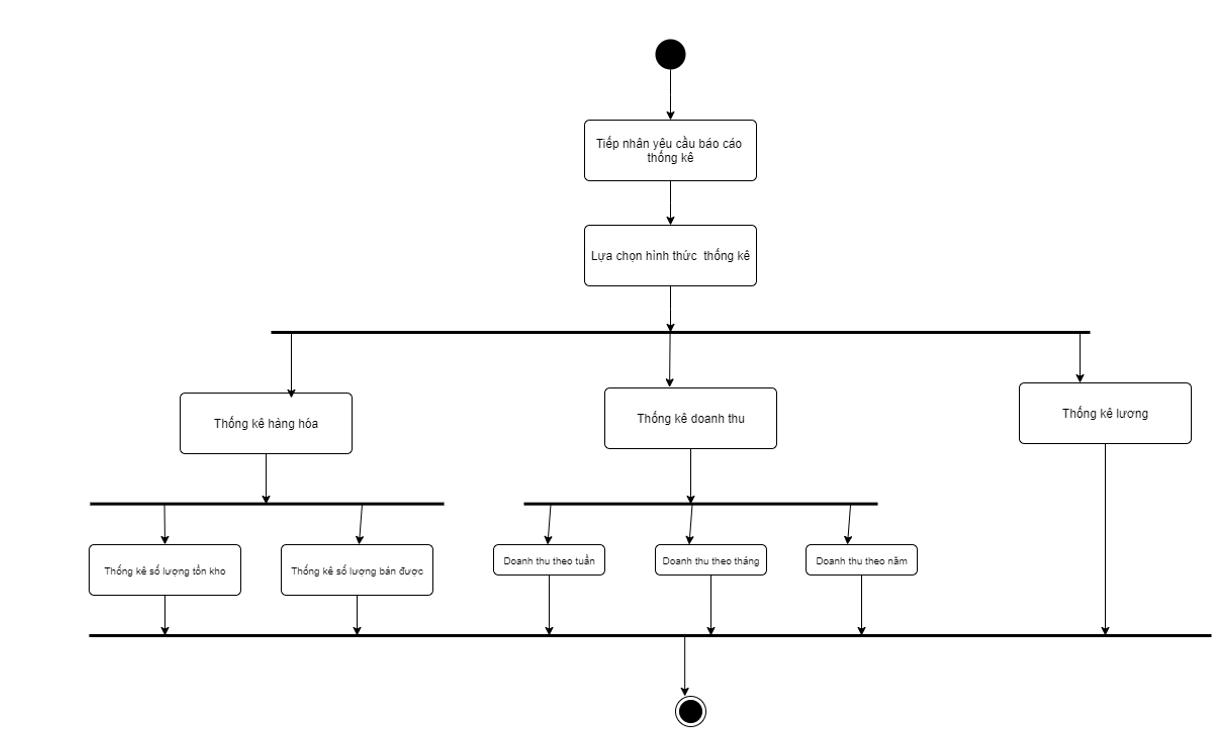 Tiếp nhân yêu cầu báo cáo
thống kê
Lựa chọn hình thức thống kê
Thống kê hàng hóa
Thống kê doanh thu
Thống kê lương
Thống kê số lượng tồn kho
Thống kê số lượng bán được
Doanh thu theo tuần
Doanh thu theo tháng
Doanh thu theo năm